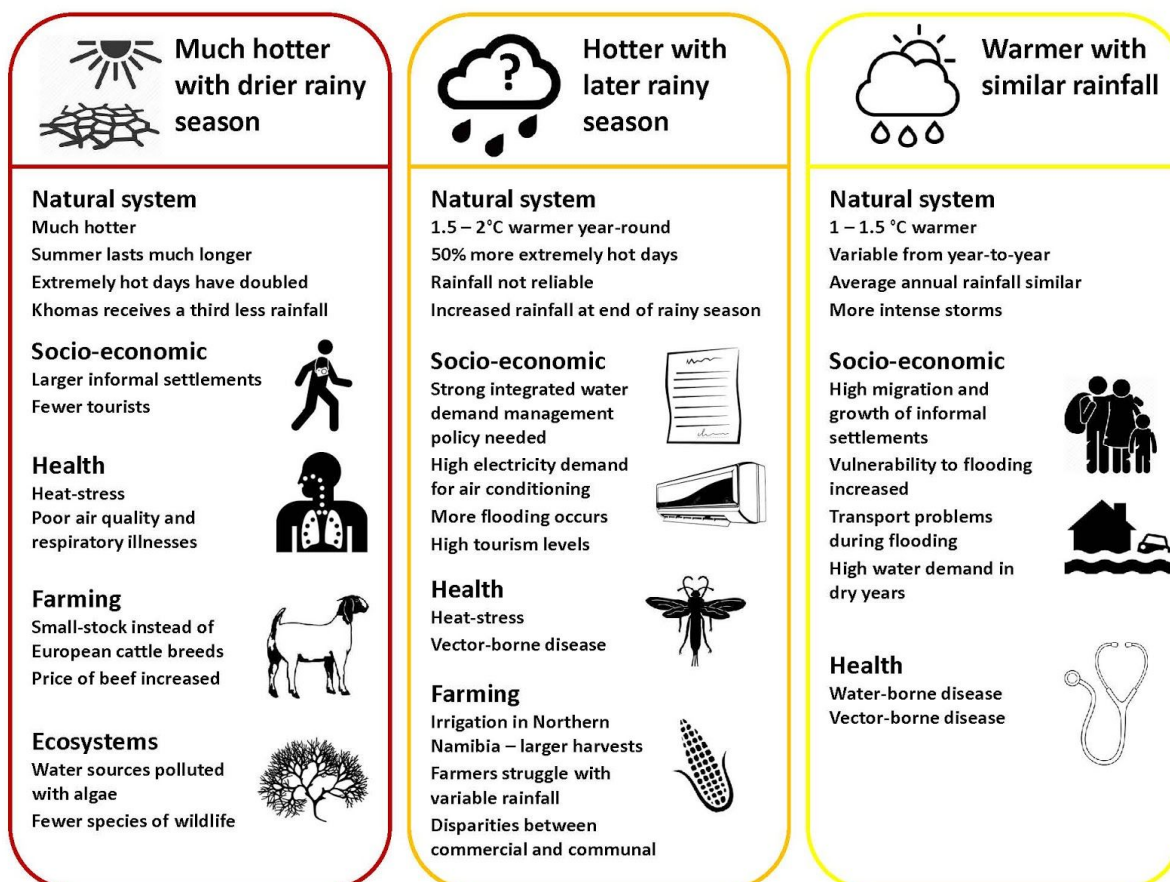 Much hotter
with drier rainy
season
Natural system
Much hotter
Summer lasts much longer
Extremely hot days have doubled
Khomas receives a third less rainfall
Socio-economic
Larger informal settlements
Fewer tourists
Health
Heat-stress
Poor air quality and
respiratory illnesses
Farming
Small-stock instead of
European cattle breeds
Price of beef increased
Ecosystems
Water sources polluted
with algae
Fewer species of wildlife
?
Hotter with
later rainy
season
Natural system
1.5 – 2°C warmer year-round
50% more extremely hot days
Rainfall not reliable
Increased rainfall at end of rainy season
Socio-economic
Strong integrated water
demand management
policy needed
High electricity demand
for air conditioning
More flooding occurs
High tourism levels
Health
Heat-stress
Vector-borne disease
Farming
Irrigation in Northern
Namibia – larger harvests
Farmers struggle with
variable rainfall
Disparities between
commercial and communal
Warmer with
similar rainfall
Natural system
1 – 1.5 °C warmer
Variable from year-to-year
Average annual rainfall similar
More intense storms
Socio-economic
High migration and
growth of informal
settlements
Vulnerability to flooding
increased
Transport problems
during flooding
High water demand in
dry years
Health
Water-borne disease
Vector-borne disease